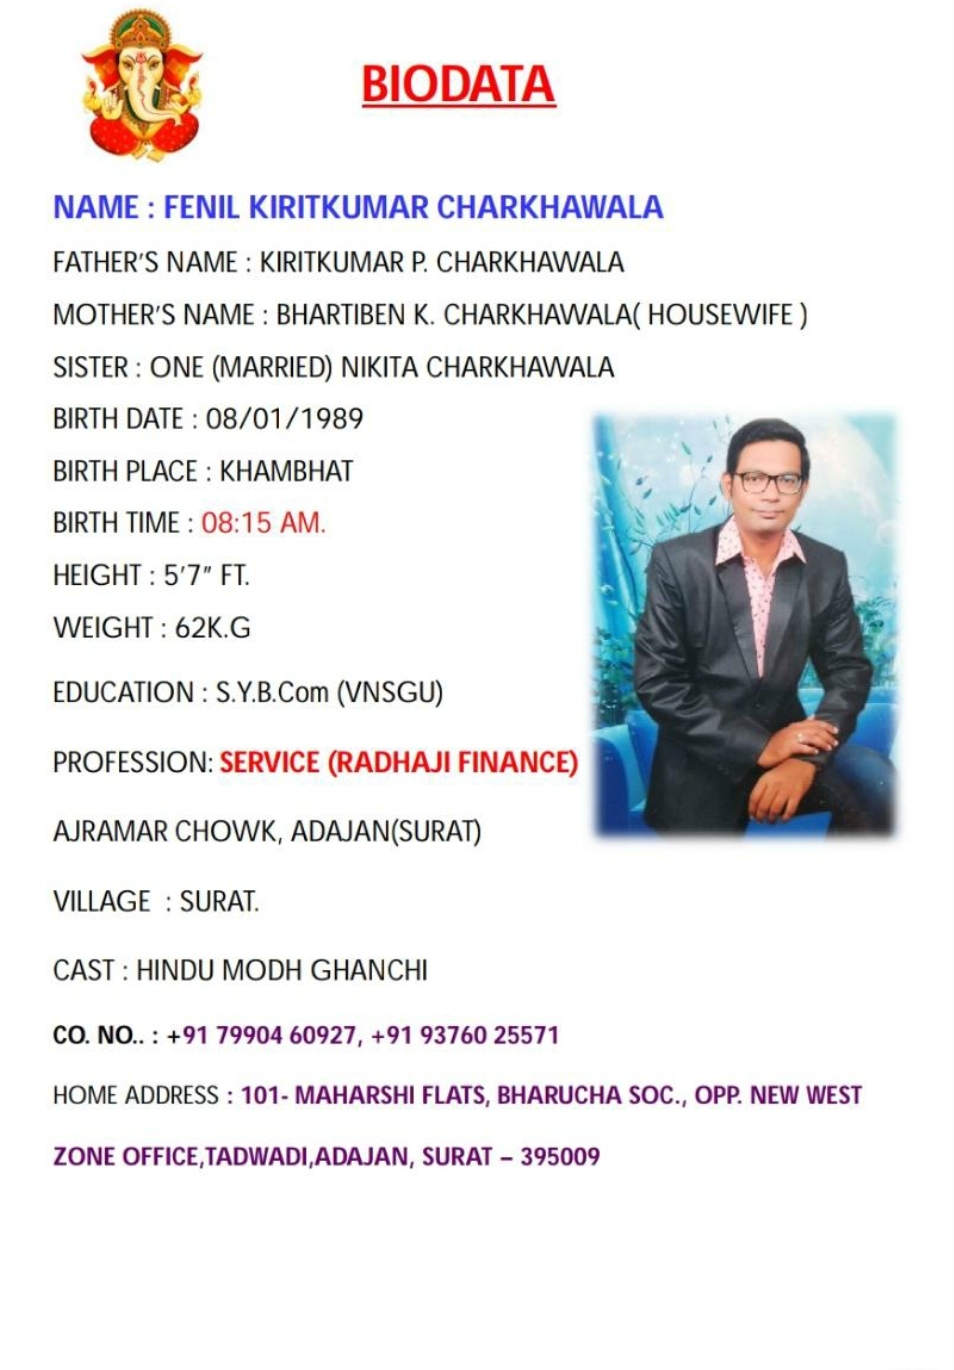 BIODATA
NAME : FENIL KIRITKUMAR CHARKHAWALA
FATHER'S NAME : KIRITKUMAR P. CHARKHAWALA
MOTHER'S NAME : BHARTIBEN K. CHARKHAWALA( HOUSEWIFE )
SISTER : ONE (MARRIED) NIKITA CHARKHAWALA
BIRTH DATE : 08/01/1989
BIRTH PLACE : KHAMBHAT
BIRTH TIME : 08:15 AM.
HEIGHT : 5'7" FT.
WEIGHT : 62K.G
EDUCATION : S.Y.B.Com (VNSGU)
PROFESSION: SERVICE (RADHAJI FINANCE)
AJRAMAR CHOWK, ADAJAN(SURAT)
VILLAGE : SURAT.
CAST : HINDU MODH GHANCHI
CO. NO.. : +91 79904 60927, +91 93760 25571
HOME ADDRESS : 101- MAHARSHI FLATS, BHARUCHA SOC., OPP. NEW WEST
ZONE OFFICE,TADWADI,ADAJAN, SURAT – 395009